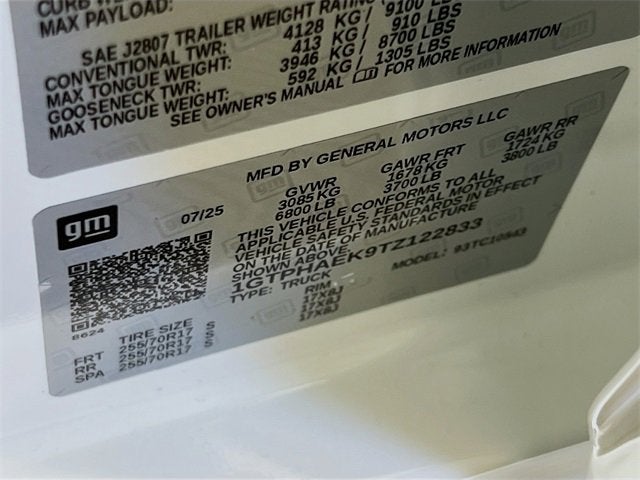 CURB
MAX PAYLOAD:
SAE J2807 TRAILER WEIGHT RATING
CONVENTIONAL TWR: 4128 KG / 9100 LBS
MAX TONGUE WEIGHT: 413 KG / 910 LBS
GOOSENECK TWR: 3946 KG / 8700 LBS
MAX TONGUE WEIGHT: 592 KG / 1305 LBS
SEE OWNER'S MANUAL FOR MORE INFORMATION
MFD BY GENERAL MOTORS LLC
gm 07/25 GVWR GAWR FRT GAWR RR
3085 KG 1678 KG 1724 KG
6800 LB 3700 LB 3800 LB
THIS VEHICLE CONFORMS TO ALL
APPLICABLE U.S. FEDERAL MOTOR
VEHICLE SAFETY STANDARDS IN EFFECT
ON THE DATE OF MANUFACTURE
SHOWN ABOVE.
1GTPHAEK9TZ122833
TYPE: TRUCK MODEL: 93TC10543
8624
TIRE SIZE RIM
FRT 255/70R17 S 17X8J
RR 255/70R17 S 17X8J
SPA 255/70R17 S 17X8J